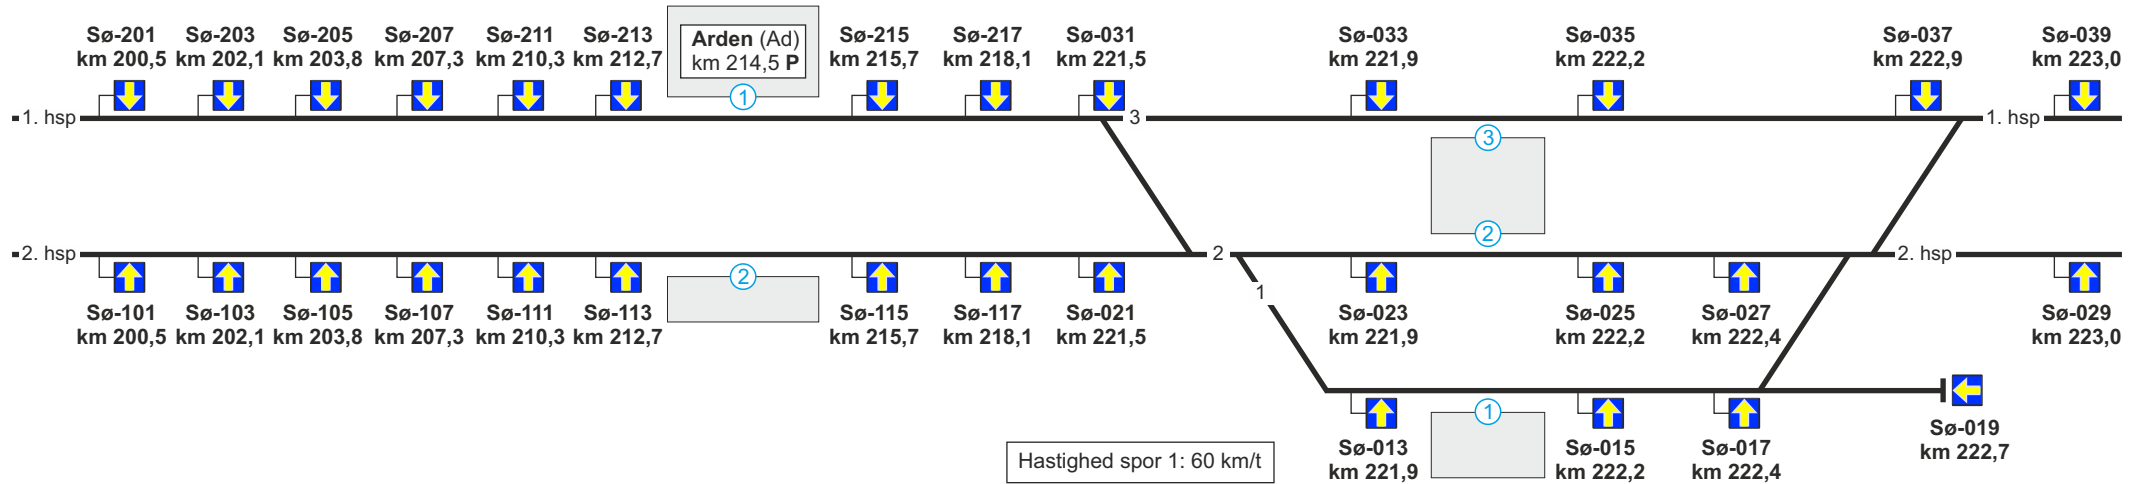 Sø-201 Sø-203 Sø-205 Sø-207 Sø-211 Sø-213 Arden (Ad) Sø-215 Sø-217 Sø-031 Sø-033 Sø-035 Sø-037 Sø-039
km 200,5 km 202,1 km 203,8 km 207,3 km 210,3 km 212,7 km 214,5 P km 215,7 km 218,1 km 221,5 km 221,9 km 222,2 km 222,9 km 223,0
1
1. hsp 3 1. hsp
3
2
2. hsp 2 2. hsp
2
1
Sø-101 Sø-103 Sø-105 Sø-107 Sø-111 Sø-113 Sø-115 Sø-117 Sø-021 Sø-023 Sø-025 Sø-027 Sø-029
km 200,5 km 202,1 km 203,8 km 207,3 km 210,3 km 212,7 km 215,7 km 218,1 km 221,5 km 221,9 km 222,2 km 222,4 km 223,0
1
Sø-019
km 222,7
Sø-013 Sø-015 Sø-017
km 221,9 km 222,2 km 222,4
Hastighed spor 1: 60 km/t